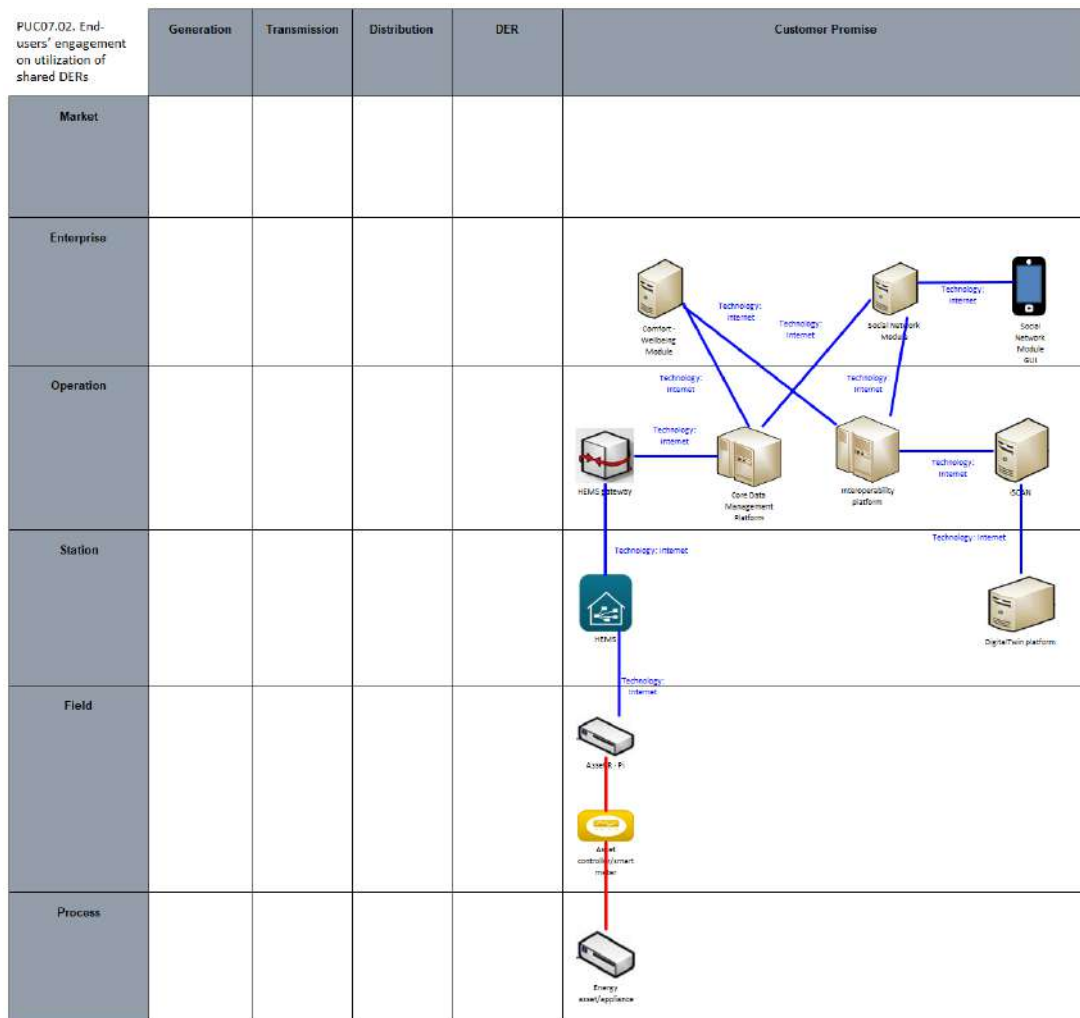 PUC07.02. End-
users' engagement
on utilization of
shared DERs
Generation
Transmission
Distribution
DER
Customer Premise
Market
Enterprise
Comfort -
Wellbeing
Module
Technology:
Internet
Technology:
Internet
Social Network
Module
Technology:
Internet
Social
Network
Module
GUI
Operation
Technology:
Internet
Technology:
Internet
HEMS gateway
Technology:
Internet
Core Data
Management
Platform
Interoperability
platform
Technology:
Internet
iSCAN
Station
Technology: Internet
Technology: Internet
HEMS
DigitalTwin platform
Technology:
Internet
Field
Asset R - Pi
Asset
controller/smart
meter
Process
Energy
asset/appliance